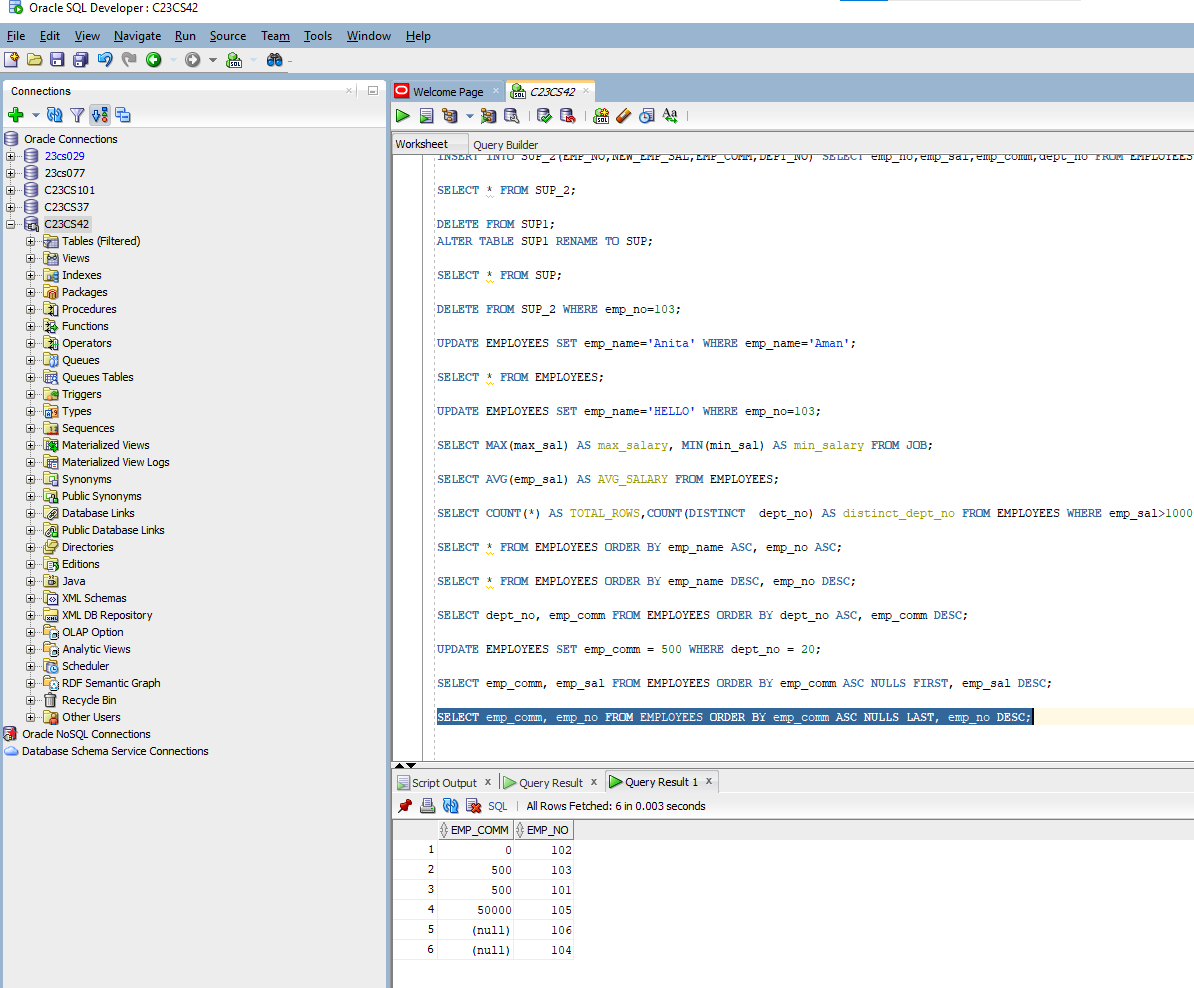 Oracle SQL Developer : C23CS42
File Edit View Navigate Run Source Team Tools Window Help
Connections
Oracle Connections
23cs029
23cs077
C23CS101
C23CS37
C23CS42
Tables (Filtered)
Views
Indexes
Packages
Procedures
Functions
Operators
Queues
Queues Tables
Triggers
Types
Sequences
Materialized Views
Materialized View Logs
Synonyms
Public Synonyms
Database Links
Public Database Links
Directories
Editions
Java
XML Schemas
XML DB Repository
OLAP Option
Analytic Views
Scheduler
RDF Semantic Graph
Recycle Bin
Other Users
Oracle NoSQL Connections
Database Schema Service Connections
Welcome Page C23CS42
Worksheet Query Builder
INSERT INTO SUP_2(EMP_NO,NEW_EMP_SAL,EMP_COMM,DEPT_NO) SELECT emp_no,emp_sal,emp_comm,dept_no FROM EMPLOYEES
SELECT * FROM SUP_2;
DELETE FROM SUP1;
ALTER TABLE SUP1 RENAME TO SUP;
SELECT * FROM SUP;
DELETE FROM SUP_2 WHERE emp_no=103;
UPDATE EMPLOYEES SET emp_name='Anita' WHERE emp_name='Aman';
SELECT * FROM EMPLOYEES;
UPDATE EMPLOYEES SET emp_name='HELLO' WHERE emp_no=103;
SELECT MAX(max_sal) AS max_salary, MIN(min_sal) AS min_salary FROM JOB;
SELECT AVG(emp_sal) AS AVG_SALARY FROM EMPLOYEES;
SELECT COUNT(*) AS TOTAL_ROWS,COUNT(DISTINCT dept_no) AS distinct_dept_no FROM EMPLOYEES WHERE emp_sal>1000
SELECT * FROM EMPLOYEES ORDER BY emp_name ASC, emp_no ASC;
SELECT * FROM EMPLOYEES ORDER BY emp_name DESC, emp_no DESC;
SELECT dept_no, emp_comm FROM EMPLOYEES ORDER BY dept_no ASC, emp_comm DESC;
UPDATE EMPLOYEES SET emp_comm = 500 WHERE dept_no = 20;
SELECT emp_comm, emp_sal FROM EMPLOYEES ORDER BY emp_comm ASC NULLS FIRST, emp_sal DESC;
SELECT emp_comm, emp_no FROM EMPLOYEES ORDER BY emp_comm ASC NULLS LAST, emp_no DESC;
Script Output Query Result Query Result 1
SQL All Rows Fetched: 6 in 0.003 seconds
EMP_COMM EMP_NO
1 0 102
2 500 103
3 500 101
4 50000 105
5 (null) 106
6 (null) 104